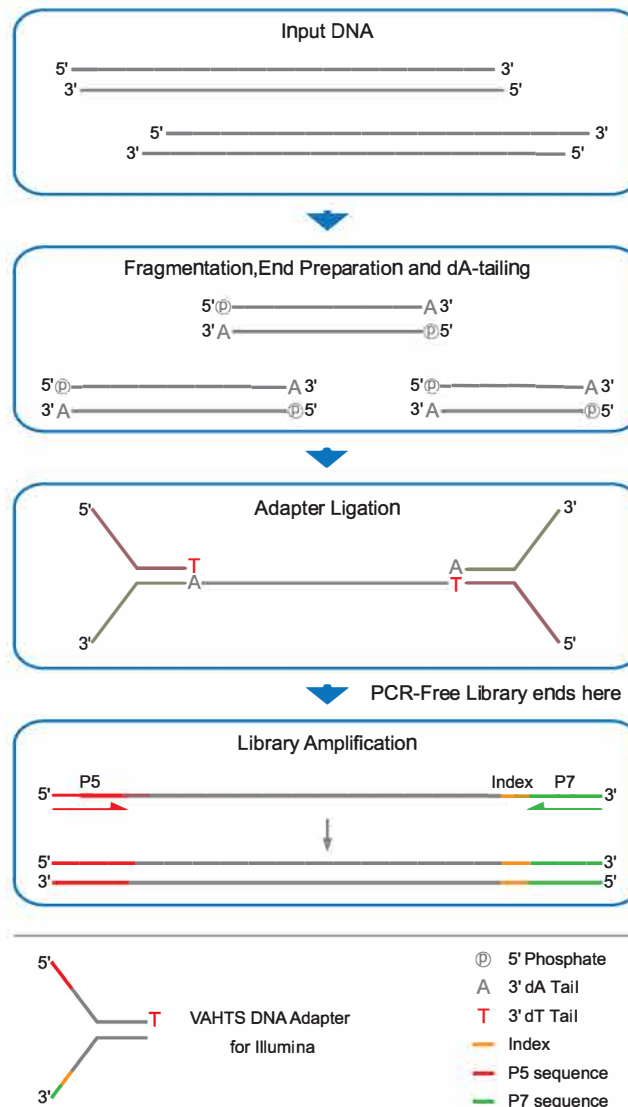 Input DNA
5' 3'
3' 5'
5' 3'
3' 5'
Fragmentation,End Preparation and dA-tailing
5' p A 3'
3' A p 5'
5' p A 3' 5' p A 3'
3' A p 5' 3' A p 5'
Adapter Ligation
5' 3'
T A
A T
3' 5'
PCR-Free Library ends here
Library Amplification
P5 Index P7
5' 3'
5' 3'
3' 5'
5'
T
3'
VAHTS DNA Adapter
for Illumina
p 5' Phosphate
A 3' dA Tail
T 3' dT Tail
Index
P5 sequence
P7 sequence